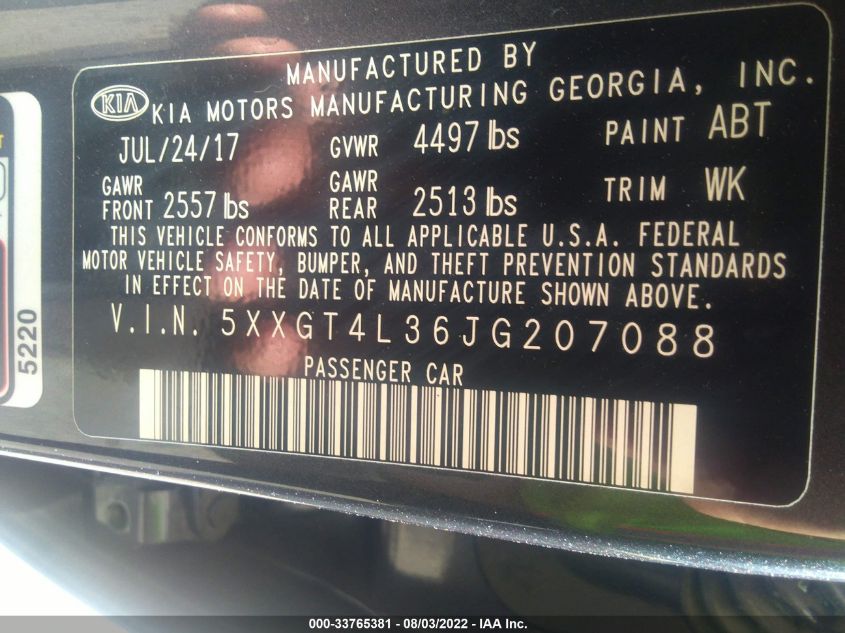 MANUFACTURED BY
KIA KIA MOTORS MANUFACTURING GEORGIA, INC.
JUL/24/17 GVWR 4497 lbs PAINT ABT
GAWR FRONT 2557 lbs GAWR REAR 2513 lbs TRIM WK
THIS VEHICLE CONFORMS TO ALL APPLICABLE U.S.A. FEDERAL
MOTOR VEHICLE SAFETY, BUMPER, AND THEFT PREVENTION STANDARDS
IN EFFECT ON THE DATE OF MANUFACTURE SHOWN ABOVE.
V.I.N. 5XXGT4L36JG207088
PASSENGER CAR
5220
000-33765381 - 08/03/2022 - IAA Inc.